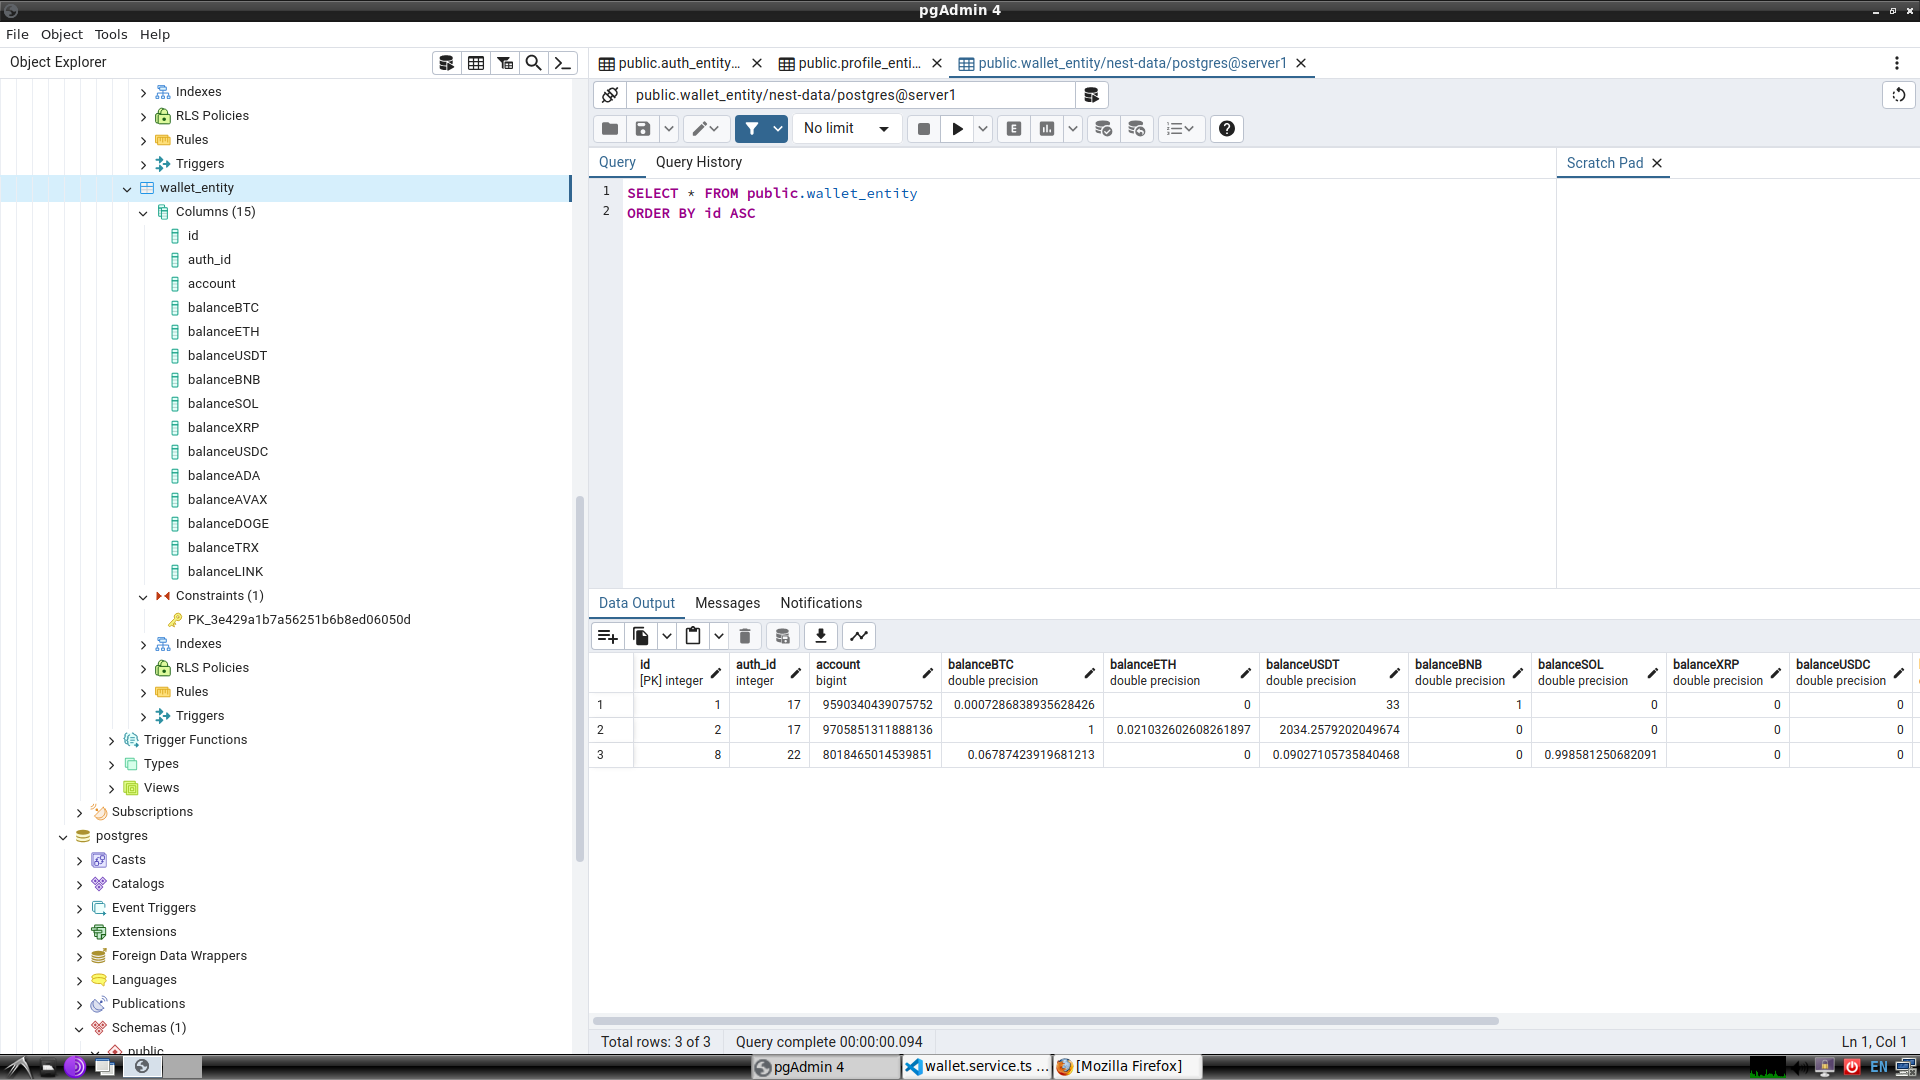 pgAdmin 4
File Object Tools Help
Object Explorer
public.auth_entity...
public.profile_enti...
public.wallet_entity/nest-data/postgres@server1
public.wallet_entity/nest-data/postgres@server1
No limit
Query Query History
Scratch Pad
1 SELECT * FROM public.wallet_entity
2 ORDER BY id ASC
Indexes
RLS Policies
Rules
Triggers
wallet_entity
Columns (15)
id
auth_id
account
balanceBTC
balanceETH
balanceUSDT
balanceBNB
balanceSOL
balanceXRP
balanceUSDC
balanceADA
balanceAVAX
balanceDOGE
balanceTRX
balanceLINK
Constraints (1)
PK_3e429a1b7a56251b6b8ed06050d
Indexes
RLS Policies
Rules
Triggers
Trigger Functions
Types
Views
Subscriptions
postgres
Casts
Catalogs
Event Triggers
Extensions
Foreign Data Wrappers
Languages
Publications
Schemas (1)
public
Data Output Messages Notifications
id auth_id account balanceBTC balanceETH balanceUSDT balanceBNB balanceSOL balanceXRP balanceUSDC
[PK] integer integer bigint double precision double precision double precision double precision double precision double precision double precision
1 1 17 9590340439075752 0.0007286838935628426 0 33 1 0 0 0
2 2 17 9705851311888136 1 0.021032602608261897 2034.2579202049674 0 0 0 0
3 8 22 8018465014539851 0.06787423919681213 0 0.09027105735840468 0 0.998581250682091 0 0
Total rows: 3 of 3 Query complete 00:00:00.094 Ln 1, Col 1
pgAdmin 4 wallet.service.ts ... [Mozilla Firefox] EN